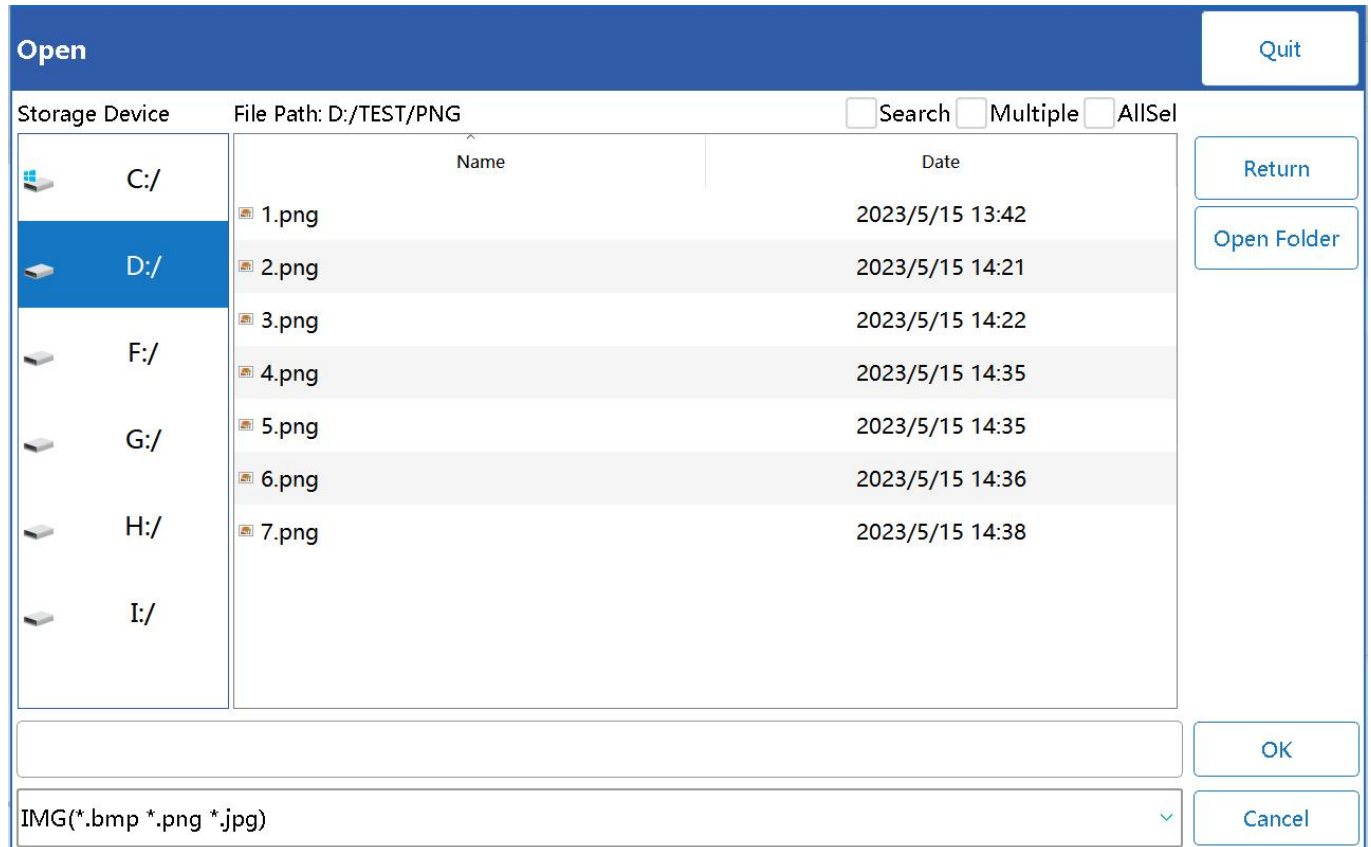 Open Quit
Storage Device File Path: D:/TEST/PNG Search Multiple AllSel
Name Date
C:/ Return
1.png 2023/5/15 13:42
Open Folder
D:/ 2.png 2023/5/15 14:21
3.png 2023/5/15 14:22
F:/
4.png 2023/5/15 14:35
G:/ 5.png 2023/5/15 14:35
6.png 2023/5/15 14:36
H:/ 7.png 2023/5/15 14:38
I:/
OK
IMG(*.bmp *.png *.jpg) Cancel